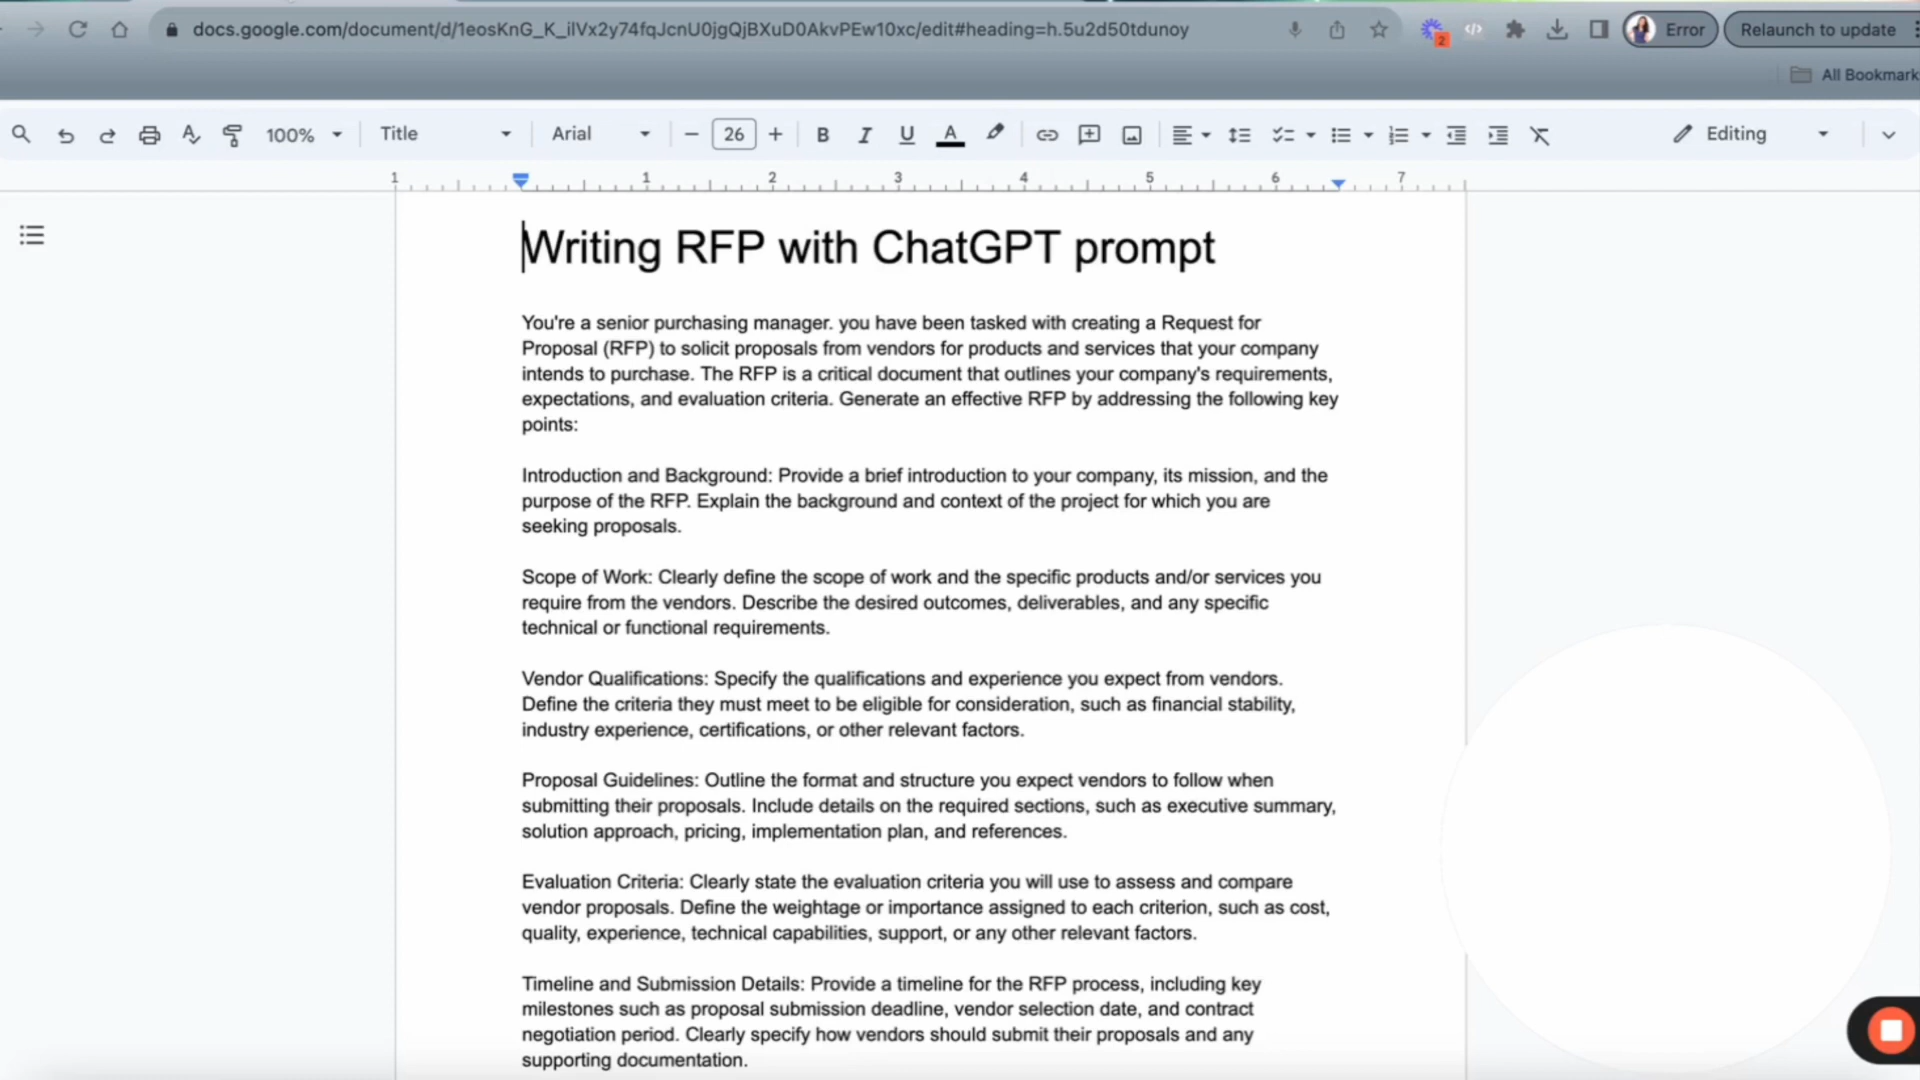 docs.google.com/document/d/1eosKnG_K_ilVx2y74fqJcnU0jgQjBXuD0AkvPEw10xc/edit#heading=h.5u2d50tdunoy
2
Error
Relaunch to update
All Bookmark
100%
Title
Arial
26
B
I
U
A
Editing
1 1 2 3 4 5 6 7
Writing RFP with ChatGPT prompt
You're a senior purchasing manager. you have been tasked with creating a Request for
Proposal (RFP) to solicit proposals from vendors for products and services that your company
intends to purchase. The RFP is a critical document that outlines your company's requirements,
expectations, and evaluation criteria. Generate an effective RFP by addressing the following key
points:
Introduction and Background: Provide a brief introduction to your company, its mission, and the
purpose of the RFP. Explain the background and context of the project for which you are
seeking proposals.
Scope of Work: Clearly define the scope of work and the specific products and/or services you
require from the vendors. Describe the desired outcomes, deliverables, and any specific
technical or functional requirements.
Vendor Qualifications: Specify the qualifications and experience you expect from vendors.
Define the criteria they must meet to be eligible for consideration, such as financial stability,
industry experience, certifications, or other relevant factors.
Proposal Guidelines: Outline the format and structure you expect vendors to follow when
submitting their proposals. Include details on the required sections, such as executive summary,
solution approach, pricing, implementation plan, and references.
Evaluation Criteria: Clearly state the evaluation criteria you will use to assess and compare
vendor proposals. Define the weightage or importance assigned to each criterion, such as cost,
quality, experience, technical capabilities, support, or any other relevant factors.
Timeline and Submission Details: Provide a timeline for the RFP process, including key
milestones such as proposal submission deadline, vendor selection date, and contract
negotiation period. Clearly specify how vendors should submit their proposals and any
supporting documentation.